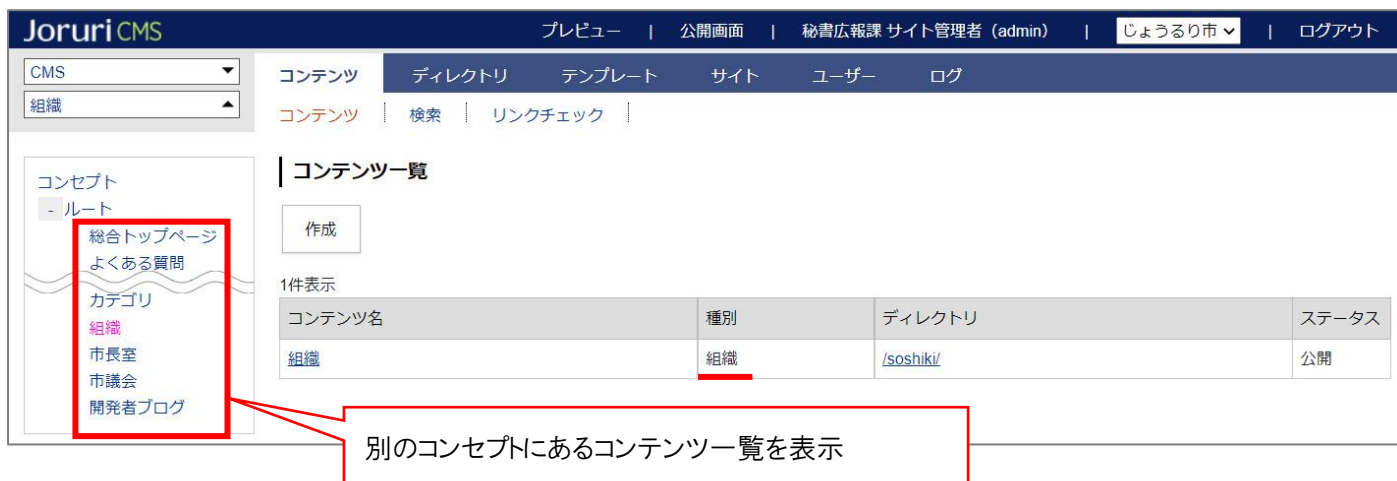 Joruri CMS プレビュー | 公開画面 | 秘書広報課 サイト管理者（admin） | じょうるり市 | ログアウト
CMS
組織
コンテンツ ディレクトリ テンプレート サイト ユーザー ログ
コンテンツ 検索 リンクチェック
コンセプト
- ルート
総合トップページ
よくある質問
カテゴリ
組織
市長室
市議会
開発者ブログ
コンテンツ一覧
作成
1件表示
コンテンツ名 種別 ディレクトリ ステータス
組織 組織 /soshiki/ 公開
別のコンセプトにあるコンテンツ一覧を表示